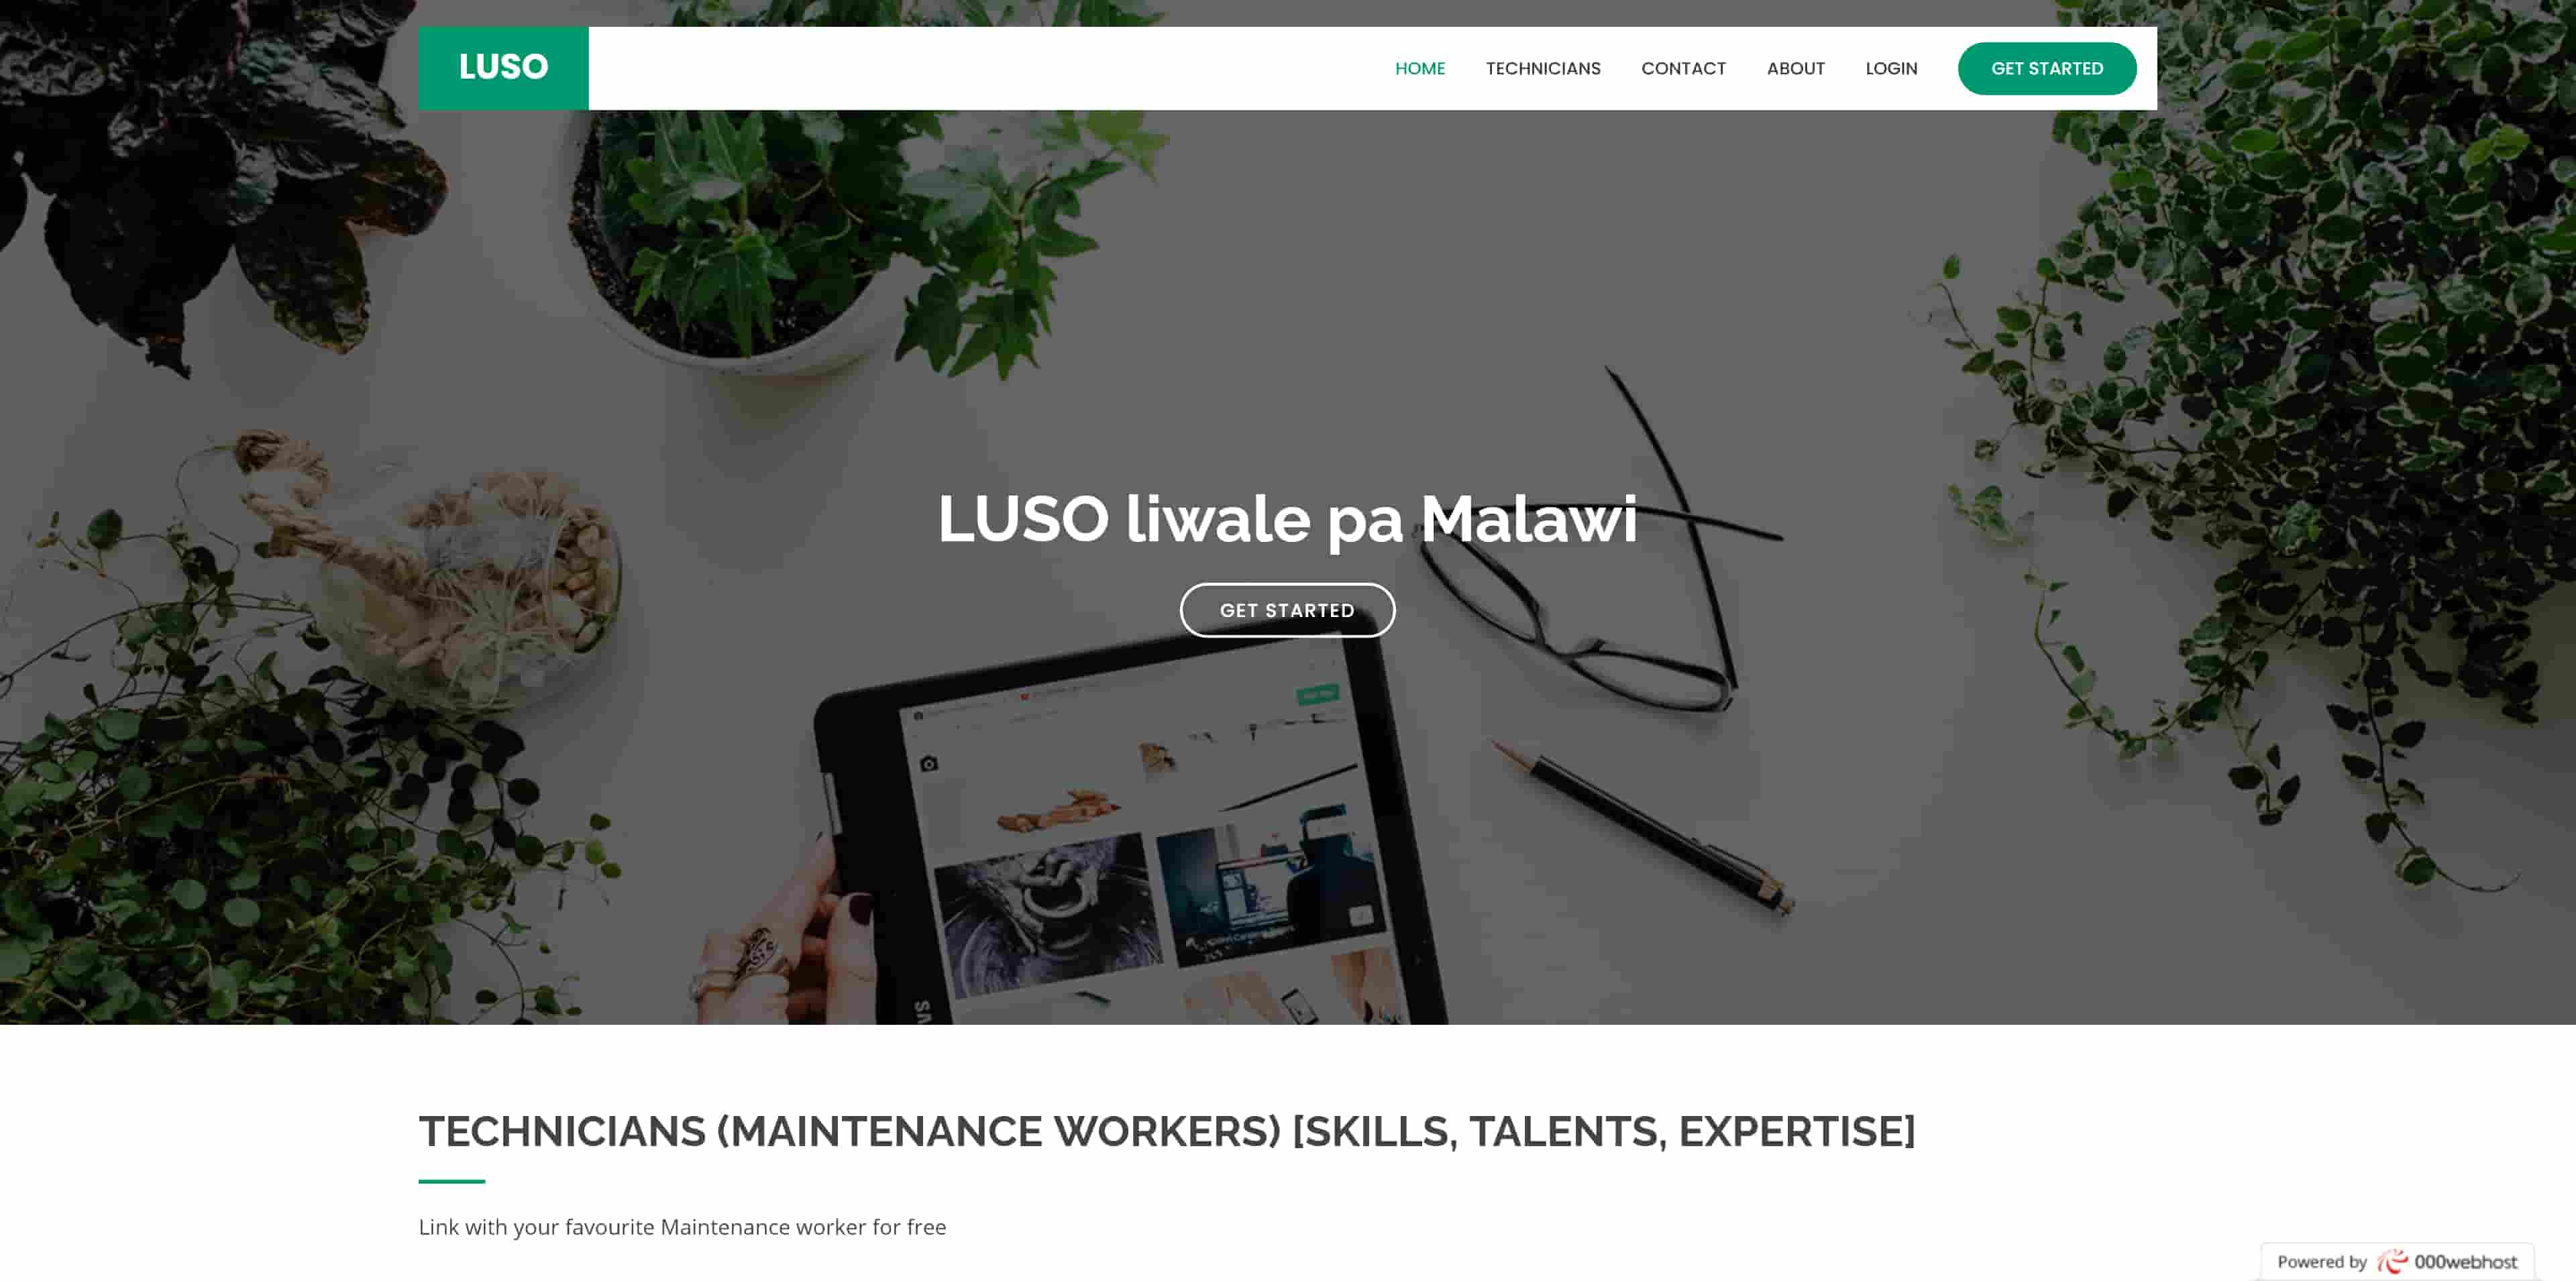 LUSO
HOME TECHNICIANS CONTACT ABOUT LOGIN GET STARTED
LUSO liwale pa Malawi
GET STARTED
SA
TECHNICIANS (MAINTENANCE WORKERS) [SKILLS, TALENTS, EXPERTISE]
Link with your favourite Maintenance worker for free
Powered by 000webhost